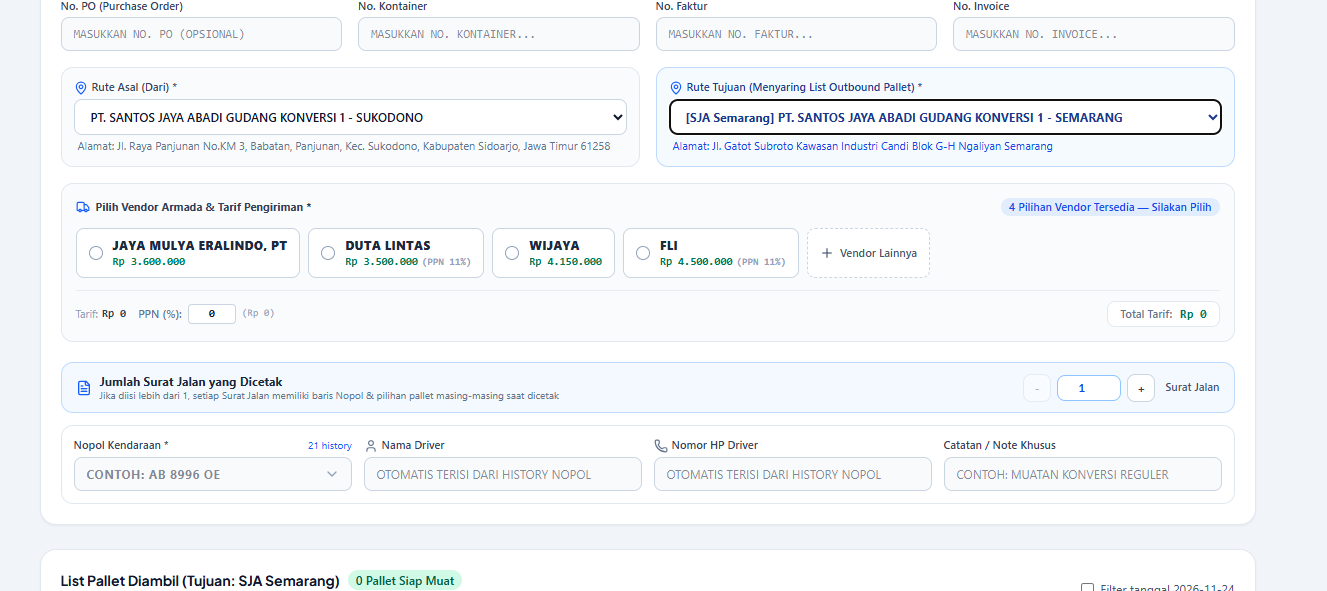 No. PO (Purchase Order)
No. Kontainer
No. Faktur
No. Invoice
MASUKKAN NO. PO (OPSIONAL)
MASUKKAN NO. KONTAINER...
MASUKKAN NO. FAKTUR...
MASUKKAN NO. INVOICE...
Rute Asal (Dari) *
PT. SANTOS JAYA ABADI GUDANG KONVERSI 1 - SUKODONO
Alamat: Jl. Raya Panjunan No.KM 3, Babatan, Panjunan, Kec. Sukodono, Kabupaten Sidoarjo, Jawa Timur 61258
Rute Tujuan (Menyaring List Outbound Pallet) *
[SJA Semarang] PT. SANTOS JAYA ABADI GUDANG KONVERSI 1 - SEMARANG
Alamat: Jl. Gatot Subroto Kawasan Industri Candi Blok G-H Ngaliyan Semarang
Pilih Vendor Armada & Tarif Pengiriman *
4 Pilihan Vendor Tersedia — Silakan Pilih
JAYA MULYA ERALINDO, PT
Rp 3.600.000
DUTA LINTAS
Rp 3.500.000 (PPN 11%)
WIJAYA
Rp 4.150.000
FLI
Rp 4.500.000 (PPN 11%)
+ Vendor Lainnya
Tarif: Rp 0 PPN (%): 0 (Rp 0)
Total Tarif: Rp 0
Jumlah Surat Jalan yang Dicetak
Jika diisi lebih dari 1, setiap Surat Jalan memiliki baris Nopol & pilihan pallet masing-masing saat dicetak
- 1 + Surat Jalan
Nopol Kendaraan *
21 history
Nama Driver
Nomor HP Driver
Catatan / Note Khusus
CONTOH: AB 8996 OE
OTOMATIS TERISI DARI HISTORY NOPOL
OTOMATIS TERISI DARI HISTORY NOPOL
CONTOH: MUATAN KONVERSI REGULER
List Pallet Diambil (Tujuan: SJA Semarang)
0 Pallet Siap Muat
Filter tanggal 2026-11-24